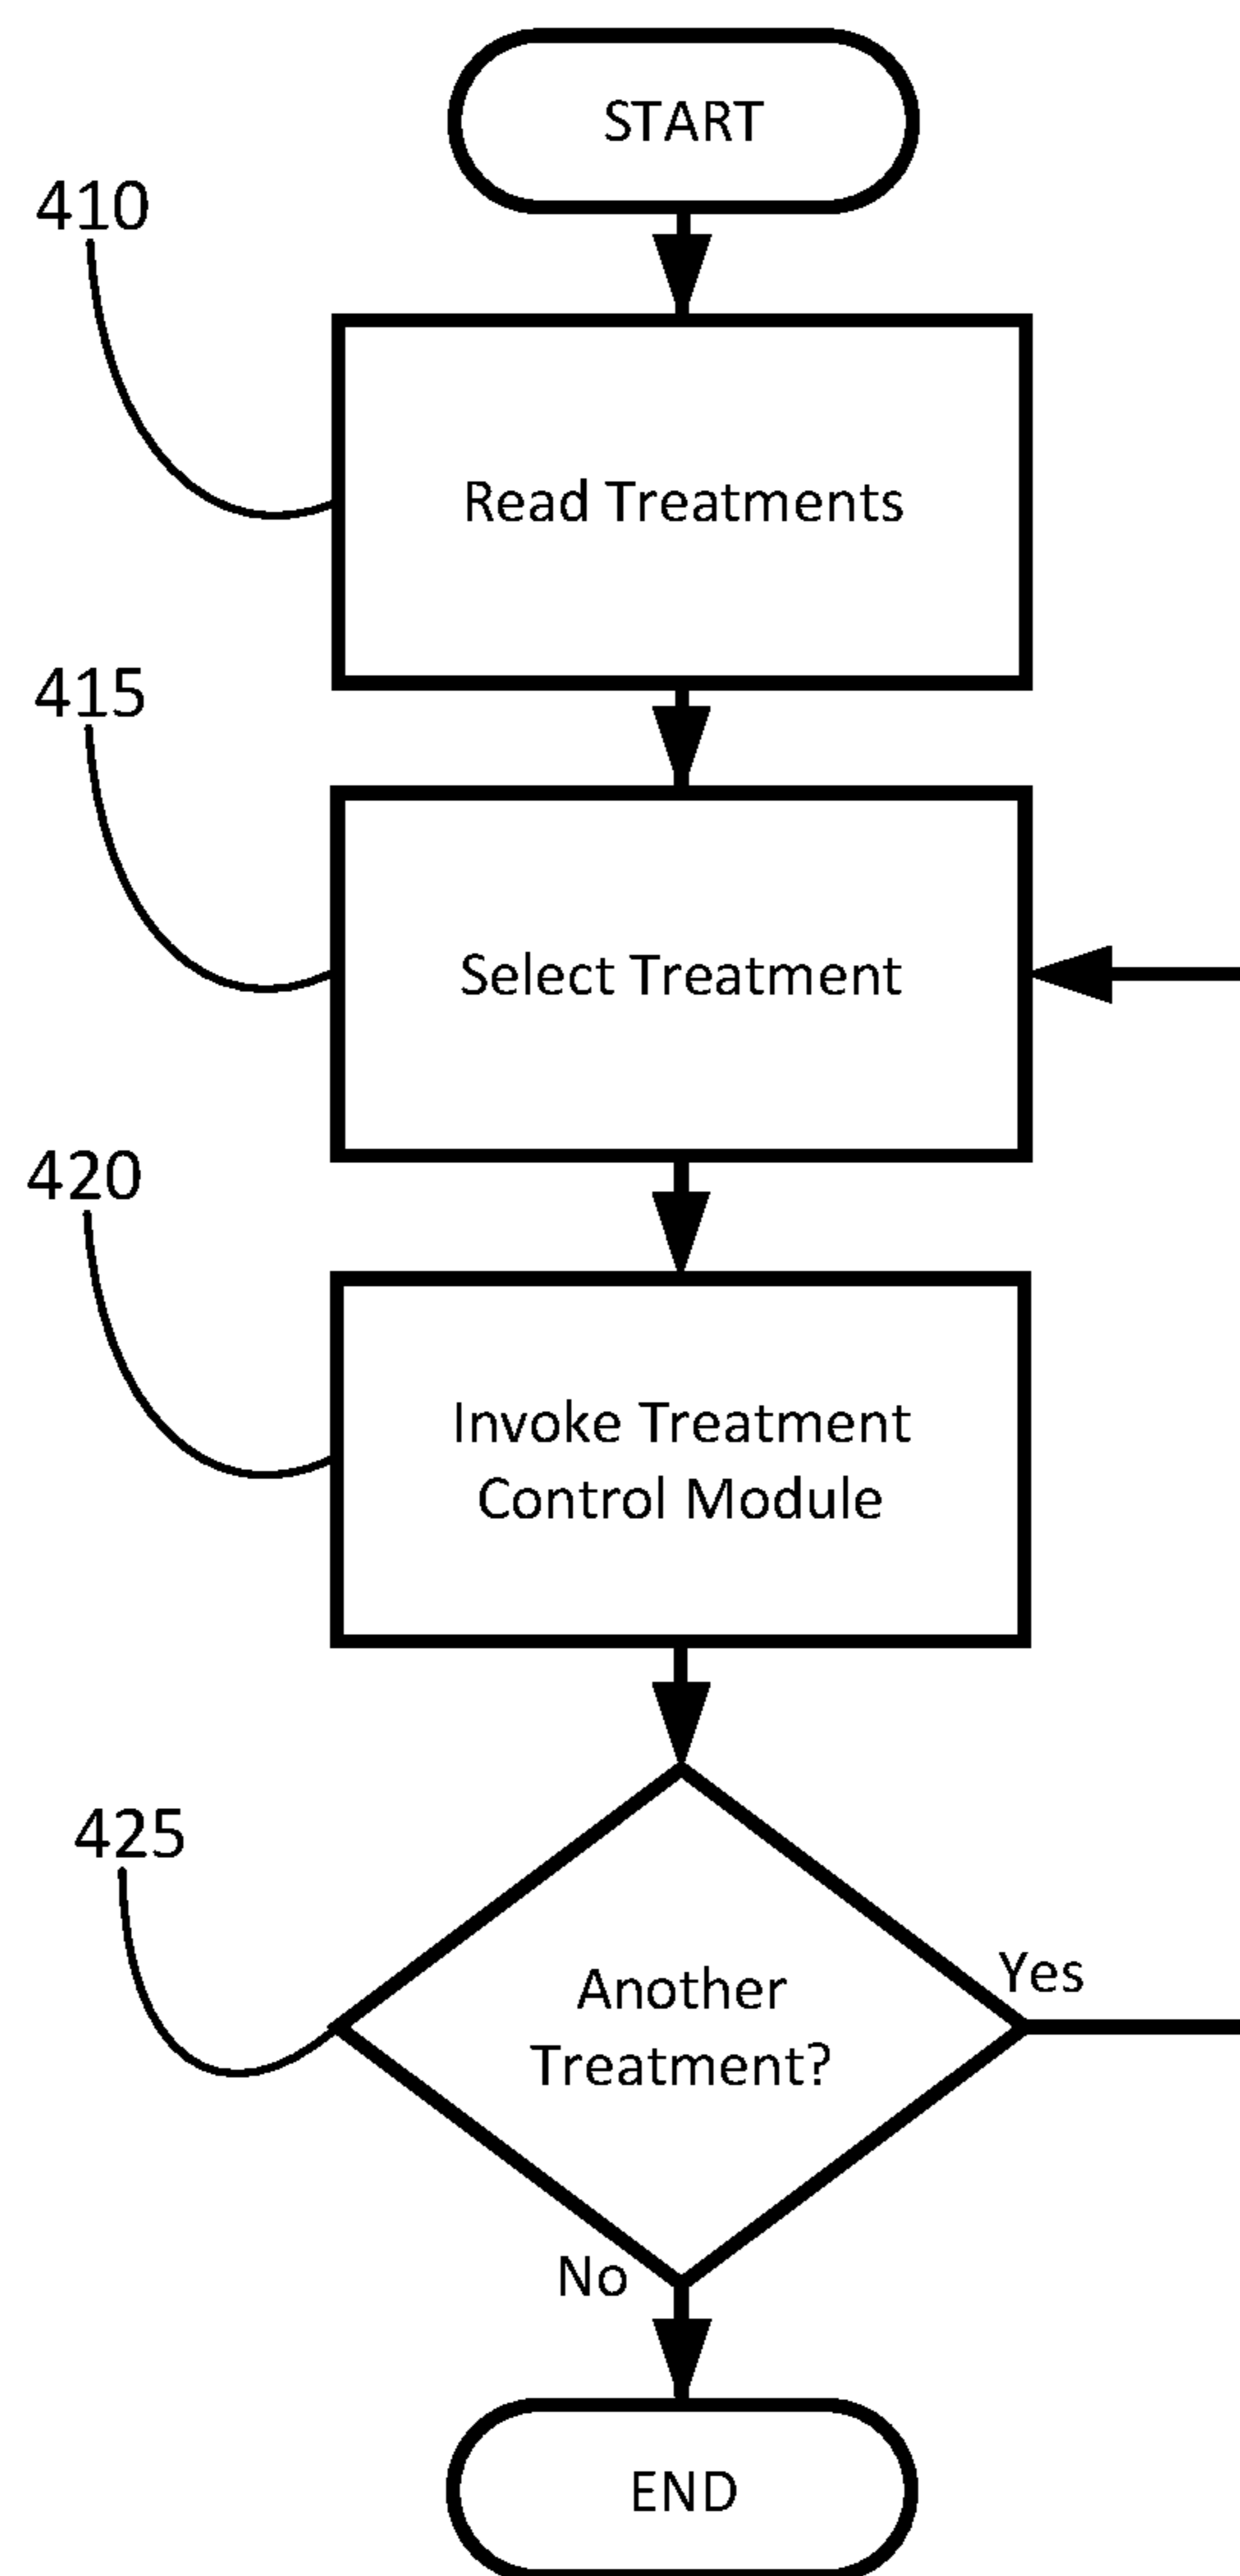 START
410
Read Treatments
415
Select Treatment
420
Invoke Treatment
Control Module
425
Another
Treatment?
Yes
No
END